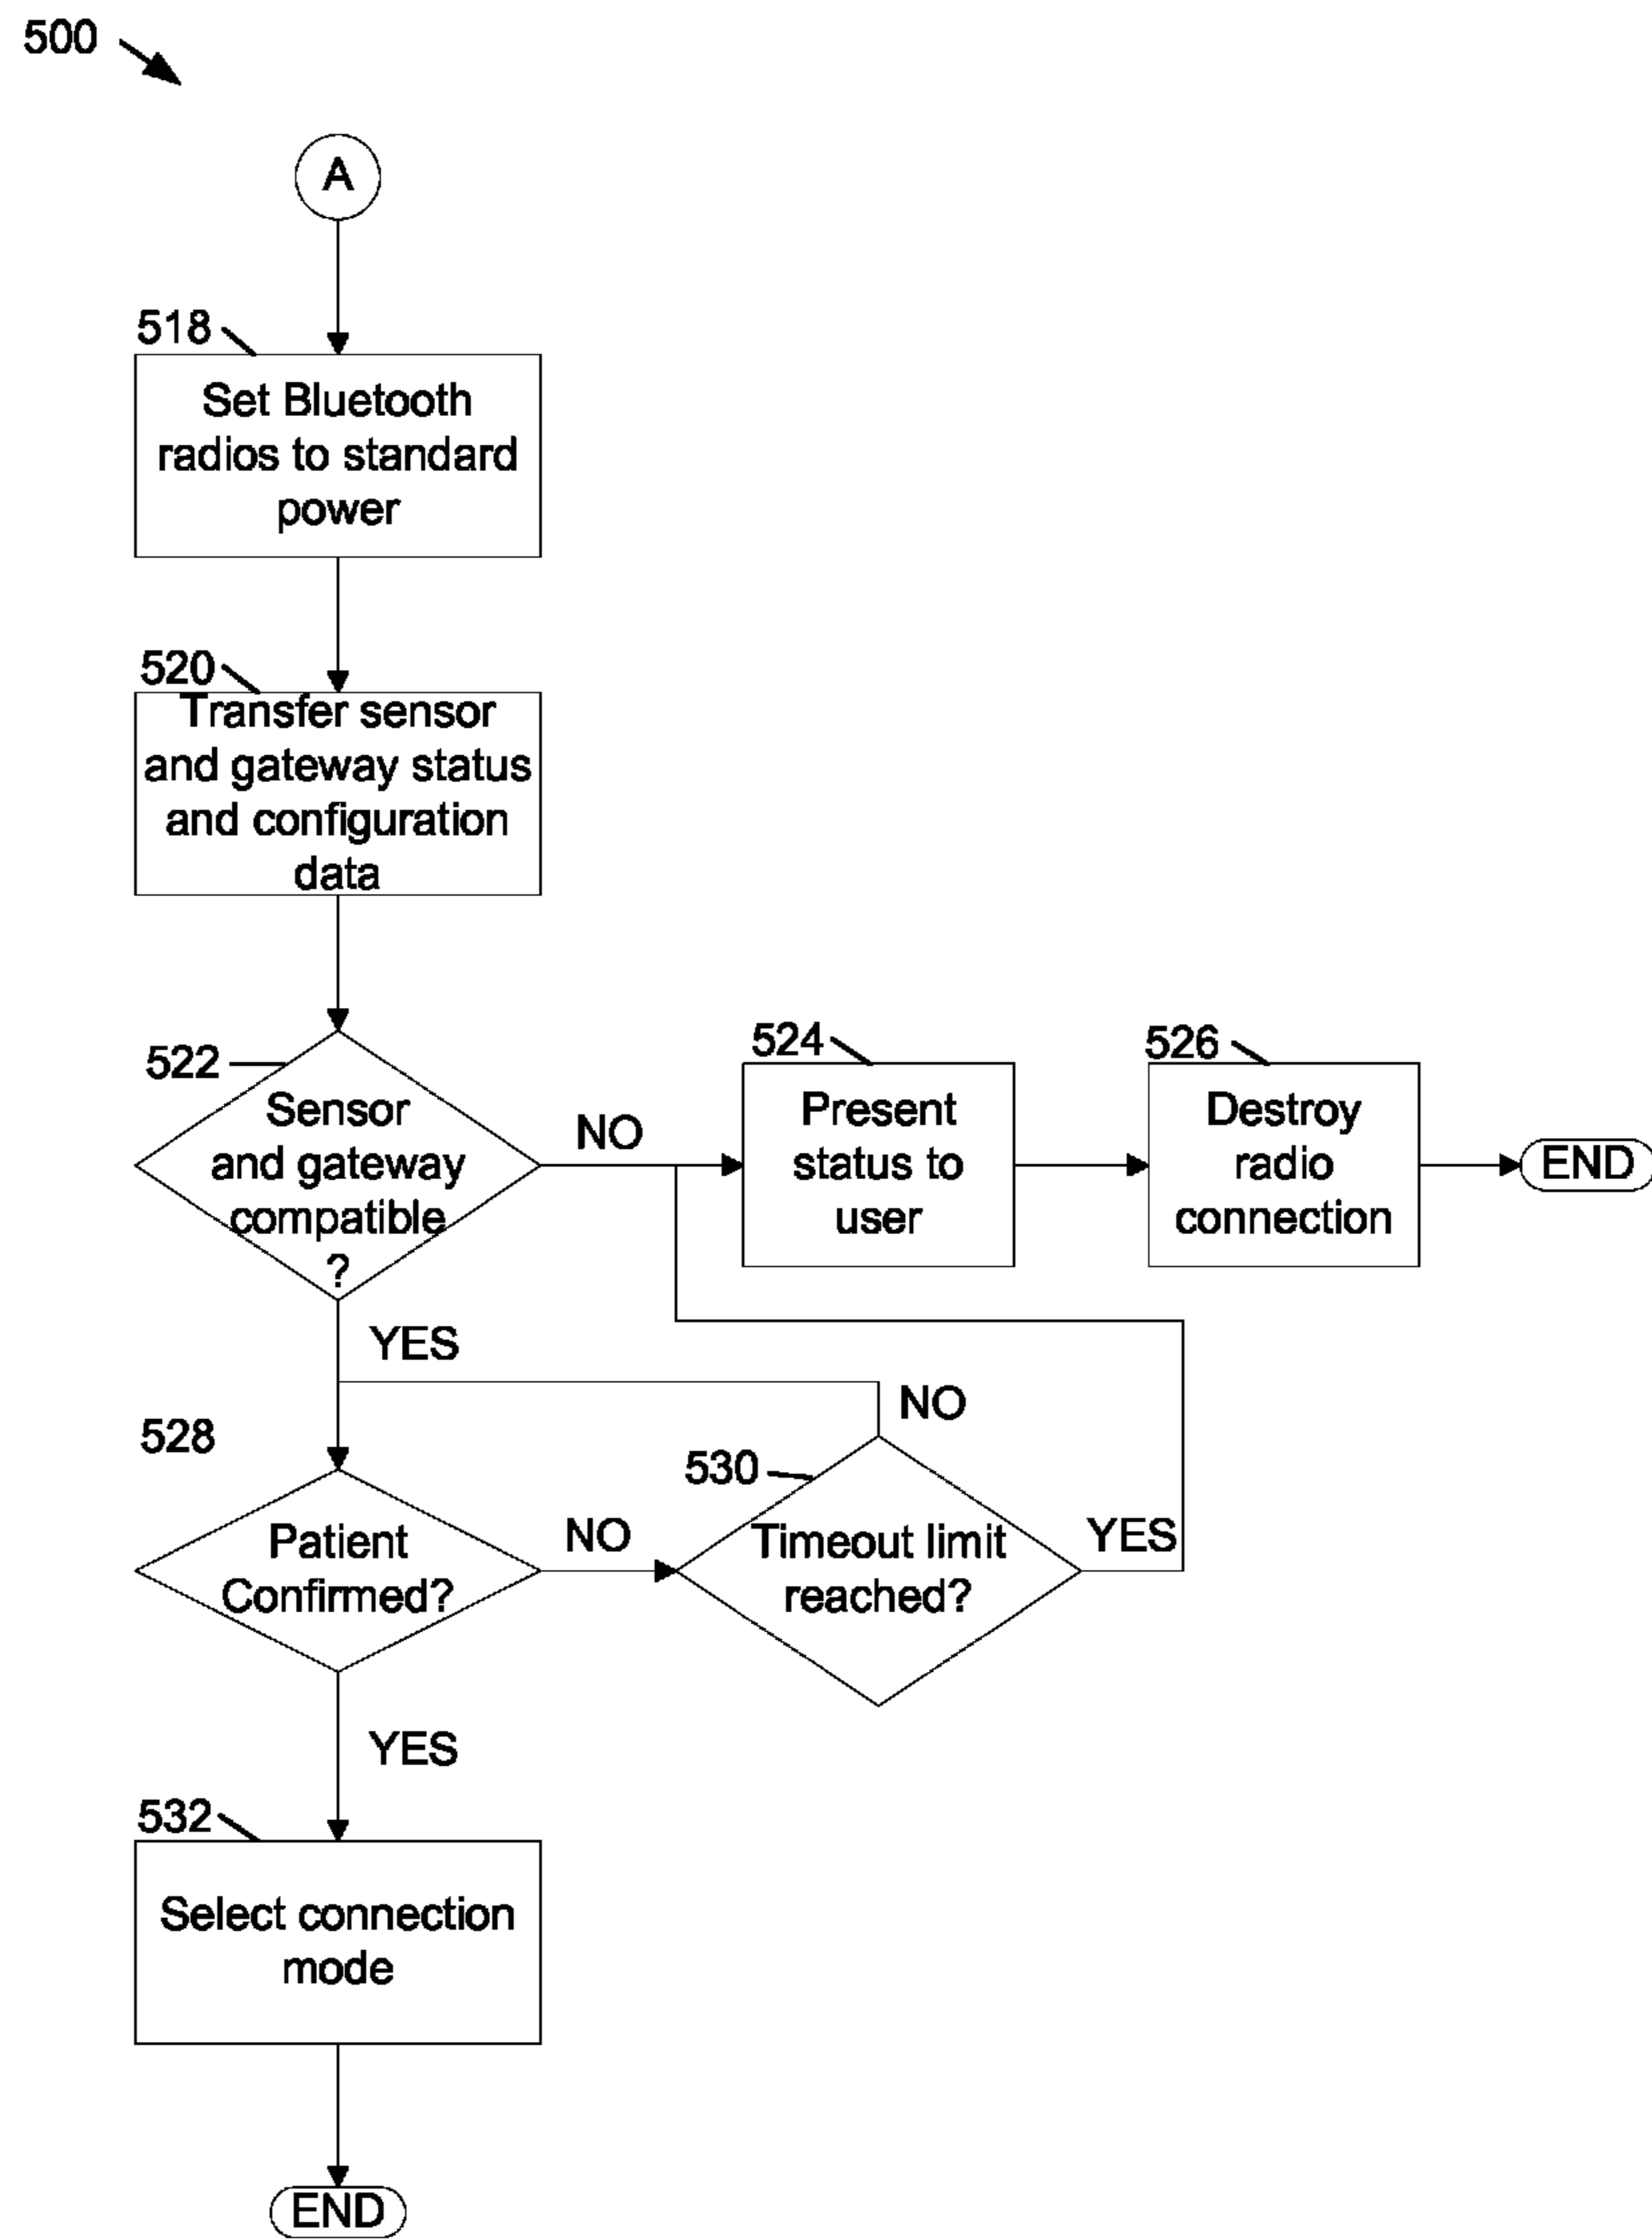 500
A
518
Set Bluetooth
radios to standard
power
520
Transfer sensor
and gateway status
and configuration
data
522
Sensor
and gateway
compatible
?
NO
524
Present
status to
user
526
Destroy
radio
connection
END
YES
NO
528
Patient
Confirmed?
NO
530
Timeout limit
reached?
YES
YES
532
Select connection
mode
END